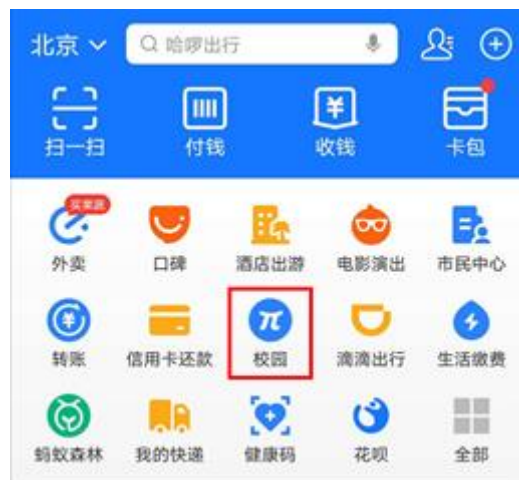 北京
哈啰出行
扫一扫 付钱 收钱 卡包
外卖 口碑 酒店出游 电影演出 市民中心
转账 信用卡还款 校园 滴滴出行 生活缴费
蚂蚁森林 我的快递 健康码 花呗 全部